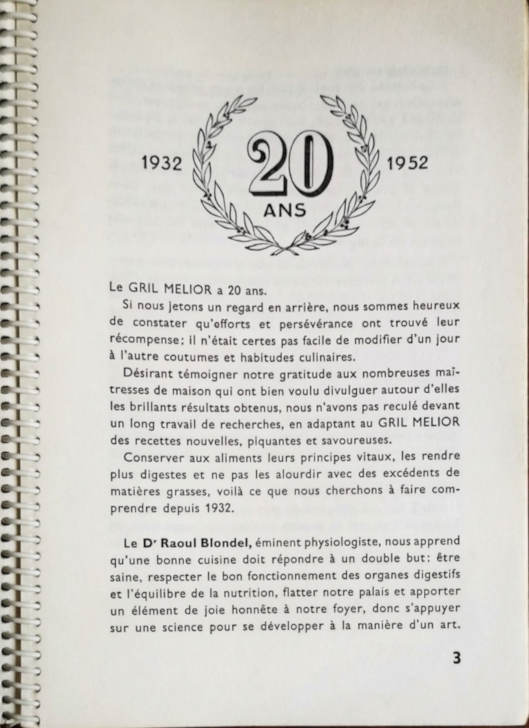 1932
20
ANS
1952
Le GRIL MELIOR a 20 ans.
Si nous jetons un regard en arrière, nous sommes heureux
de constater qu'efforts et persévérance ont trouvé leur
récompense; il n'était certes pas facile de modifier d'un jour
à l'autre coutumes et habitudes culinaires.
Désirant témoigner notre gratitude aux nombreuses maî-
tresses de maison qui ont bien voulu divulguer autour d'elles
les brillants résultats obtenus, nous n'avons pas reculé devant
un long travail de recherches, en adaptant au GRIL MELIOR
des recettes nouvelles, piquantes et savoureuses.
Conserver aux aliments leurs principes vitaux, les rendre
plus digestes et ne pas les alourdir avec des excédents de
matières grasses, voilà ce que nous cherchons à faire com-
prendre depuis 1932.
Le Dr Raoul Blondel, éminent physiologiste, nous apprend
qu'une bonne cuisine doit répondre à un double but: être
saine, respecter le bon fonctionnement des organes digestifs
et l'équilibre de la nutrition, flatter notre palais et apporter
un élément de joie honnête à notre foyer, donc s'appuyer
sur une science pour se développer à la manière d'un art.
3